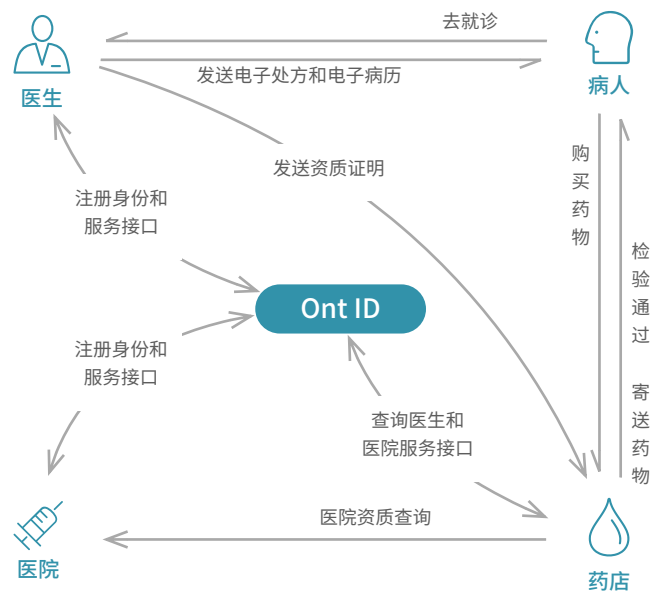 去就诊
发送电子处方和电子病历
医生
病人
发送资质证明
购买药物
注册身份和
服务接口
检验通过 寄送药物
Ont ID
注册身份和
服务接口
查询医生和
医院服务接口
医院资质查询
医院
药店